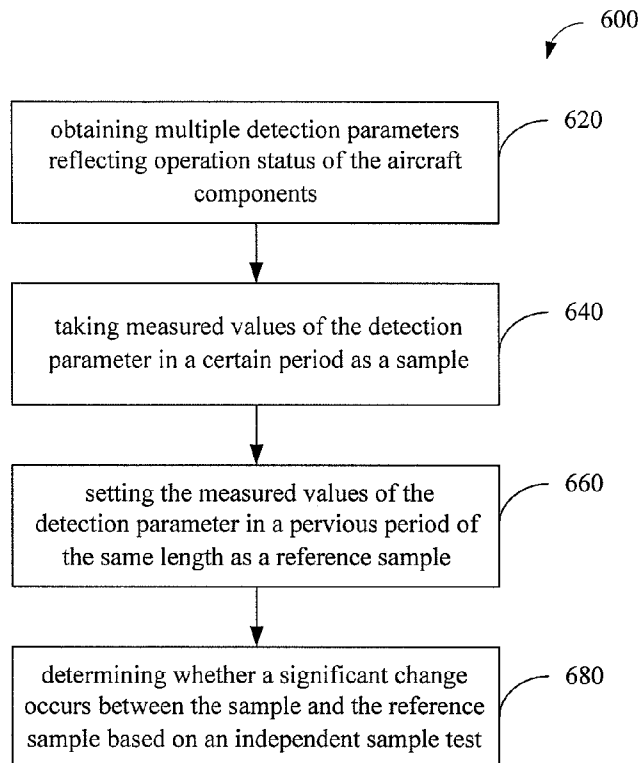 600
obtaining multiple detection parameters
reflecting operation status of the aircraft
components
620
taking measured values of the detection
parameter in a certain period as a sample
640
setting the measured values of the
detection parameter in a pervious period of
the same length as a reference sample
660
determining whether a significant change
occurs between the sample and the reference
sample based on an independent sample test
680